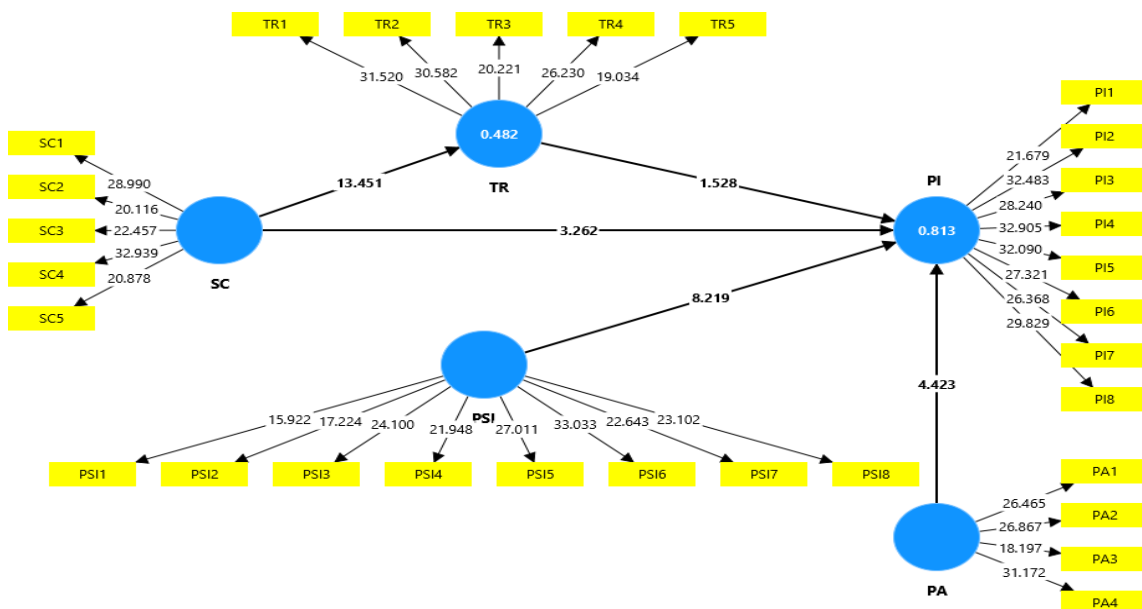 TR1 TR2 TR3 TR4 TR5
31.520 30.582 20.221 26.230 19.034
0.482
TR
SC1
SC2
SC3
SC4
SC5
28.990
20.116
22.457
32.939
20.878
SC
13.451
1.528
3.262
8.219
4.423
PI
0.813
21.679
32.483
28.240
32.905
32.090
27.321
26.368
29.829
PI1
PI2
PI3
PI4
PI5
PI6
PI7
PI8
PSI
15.922 17.224 24.100 21.948 27.011 33.033 22.643 23.102
PSI1 PSI2 PSI3 PSI4 PSI5 PSI6 PSI7 PSI8
26.465
26.867
18.197
31.172
PA1
PA2
PA3
PA4
PA